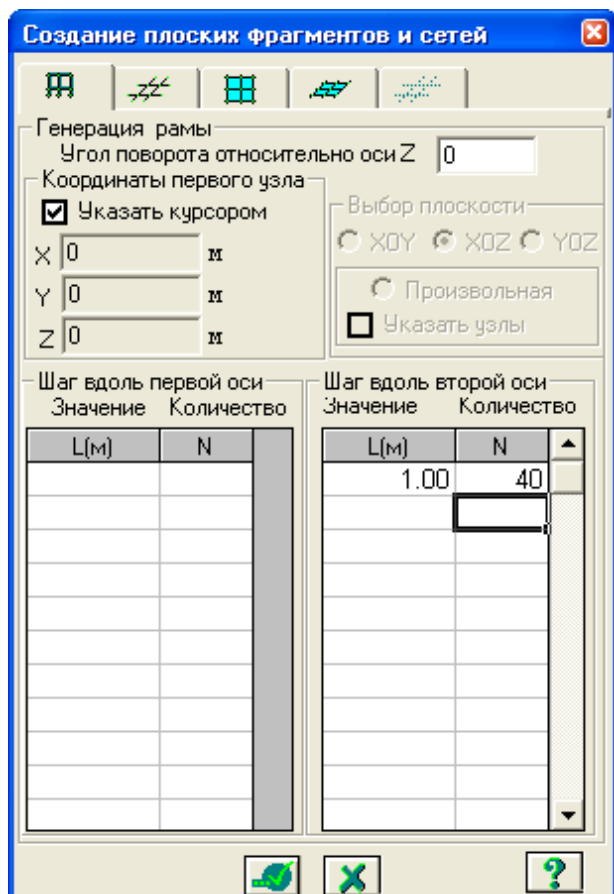 Создание плоских фрагментов и сетей
Генерация рамы
Угол поворота относительно оси Z 0
Координаты первого узла
Указать курсором
X 0 м
Y 0 м
Z 0 м
Выбор плоскости
XOY XOZ YOZ
Произвольная
Указать узлы
Шаг вдоль первой оси
Значение Количество
L(м) N
Шаг вдоль второй оси
Значение Количество
L(м) N
1.00 40
?